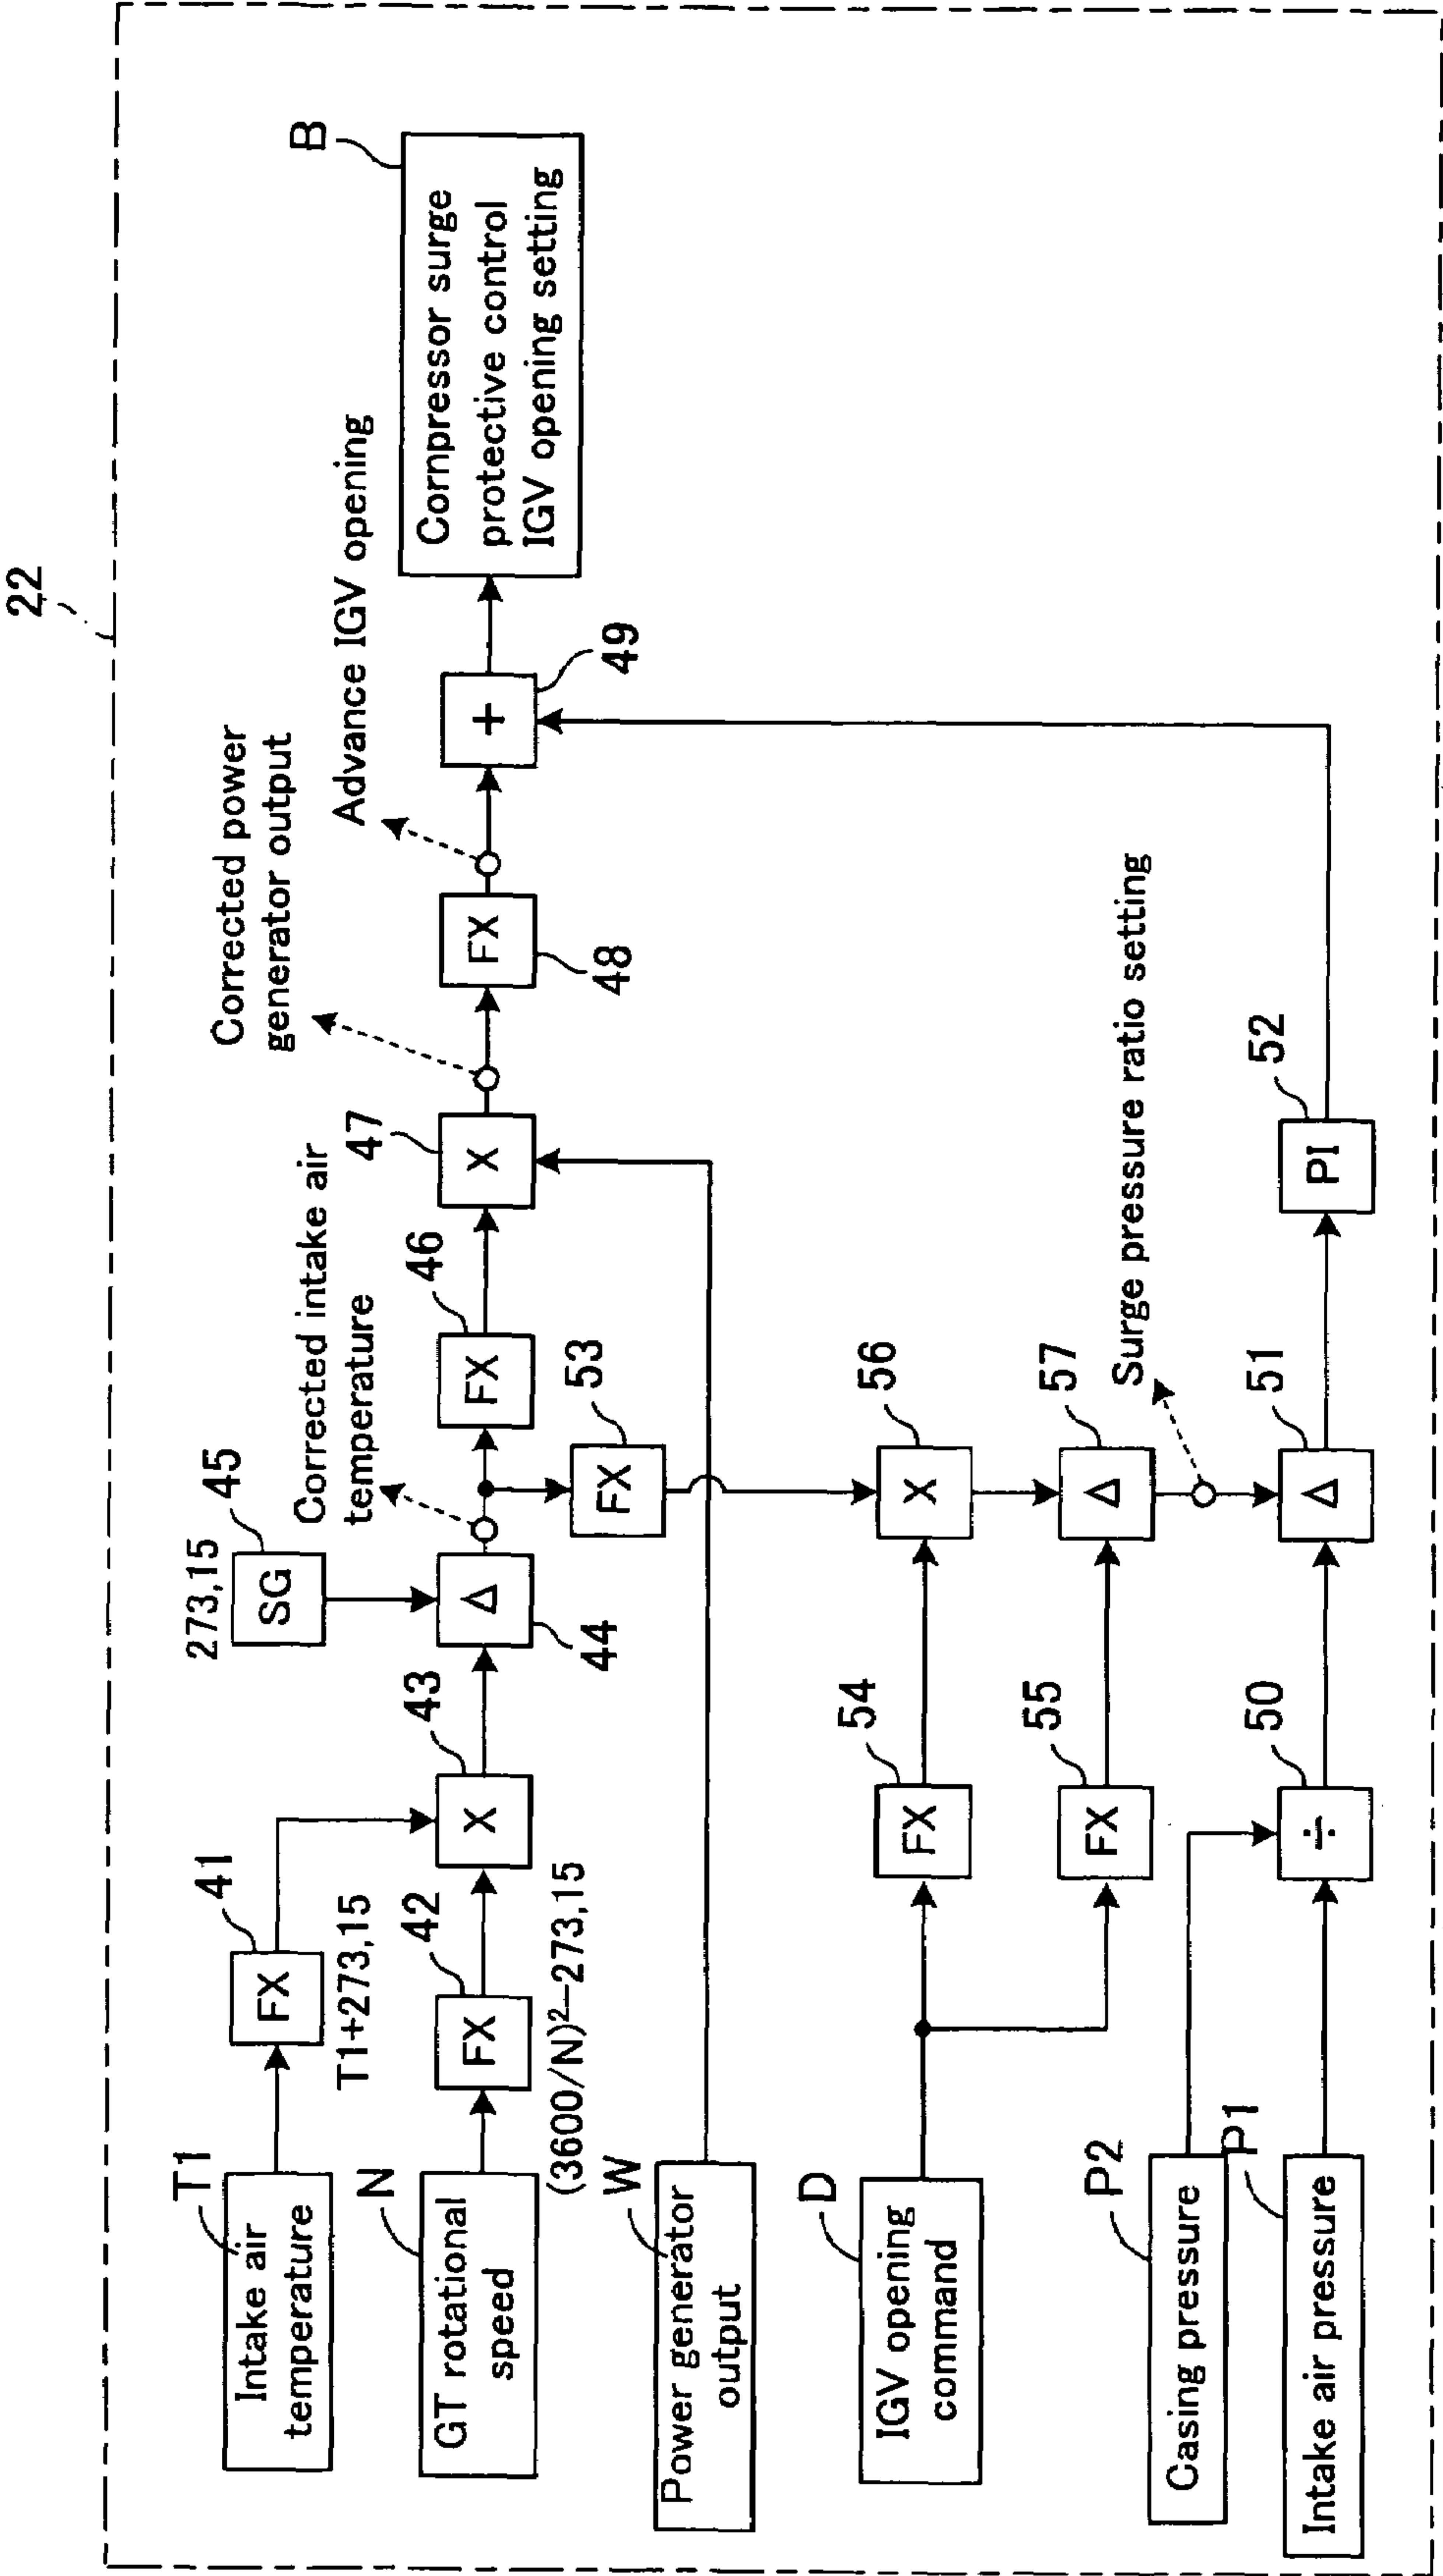 22
T1
Intake air
temperature
FX
41
T1+273,15
N
GT rotational
speed
FX
42
(3600/N)²−273,15
X
43
273,15
SG
45
Δ
44
Corrected intake air
temperature
FX
46
FX
53
X
47
Corrected power
generator output
FX
48
Advance IGV opening
+
49
B
Cornpressor surge
protective control
IGV opening setting
W
Power generator
output
D
IGV opening
command
FX
54
FX
55
X
56
Δ
57
Surge pressure ratio setting
P2
Casing pressure
P1
Intake air pressure
÷
50
Δ
51
PI
52